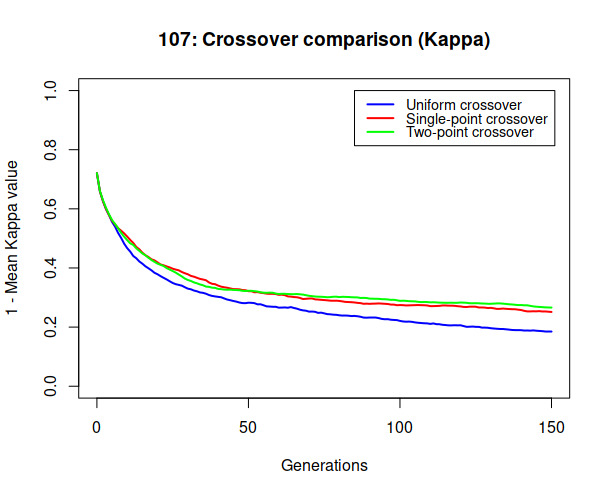 107: Crossover comparison (Kappa)
1 - Mean Kappa value
1.0
0.8
0.6
0.4
0.2
0.0
Uniform crossover
Single-point crossover
Two-point crossover
0 50 100 150
Generations